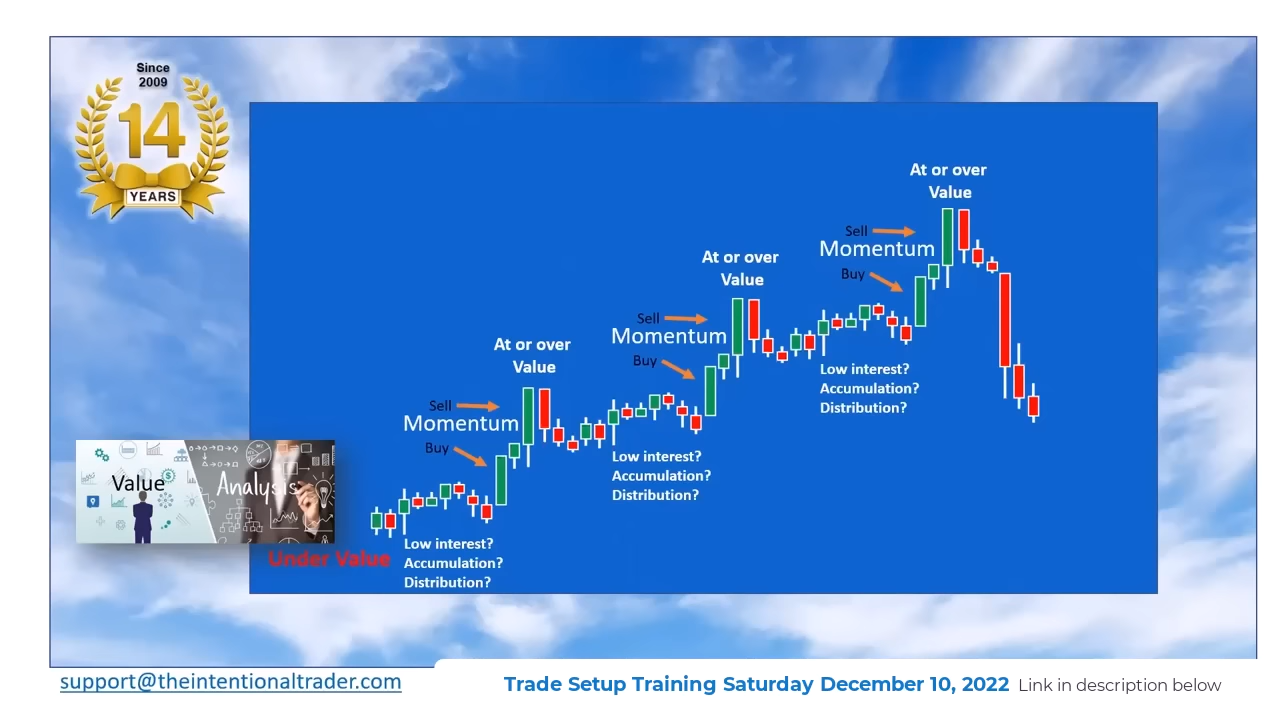 Since
2009
14
YEARS
At or over
Value
Sell
Momentum
Buy
At or over
Value
Sell
Momentum
Buy
At or over
Value
Sell
Momentum
Buy
Low interest?
Accumulation?
Distribution?
Low interest?
Accumulation?
Distribution?
Value
Analysis
Under Value
Low interest?
Accumulation?
Distribution?
support@theintentionaltrader.com
Trade Setup Training Saturday December 10, 2022 Link in description below